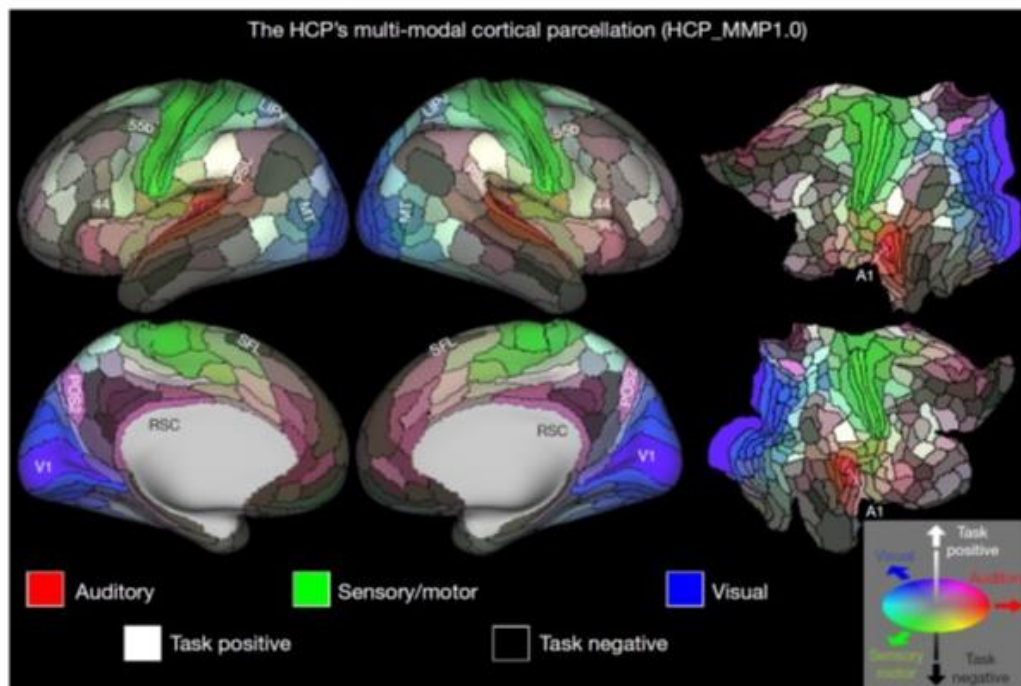 The HCP's multi-modal cortical parcellation (HCP_MMP1.0)
55b
LIPv
44
PSL
MT
LIPv
55b
MT
44
A1
SFL
POS2
RSC
V1
SFL
POS2
RSC
V1
A1
Auditory
Sensory/motor
Visual
Task positive
Task negative
Task
positive
Visual
Auditory
Sensory
motor
Task
negative